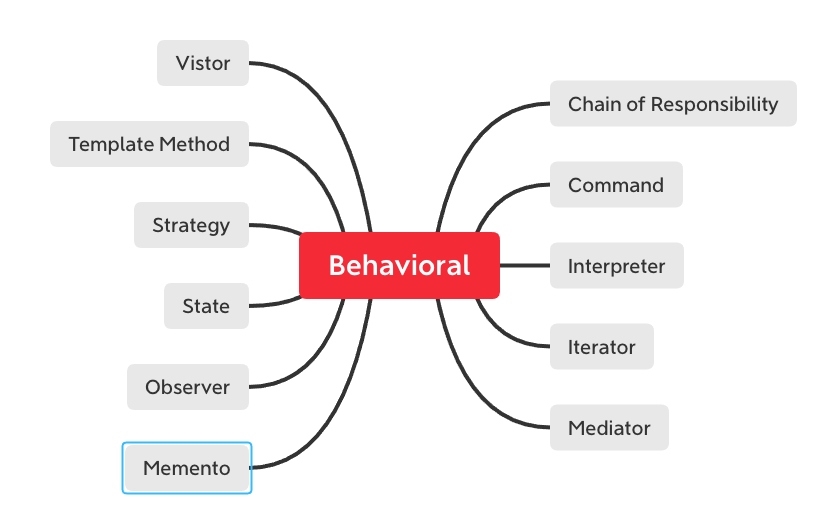 Vistor
Template Method
Strategy
State
Observer
Memento
Behavioral
Chain of Responsibility
Command
Interpreter
Iterator
Mediator